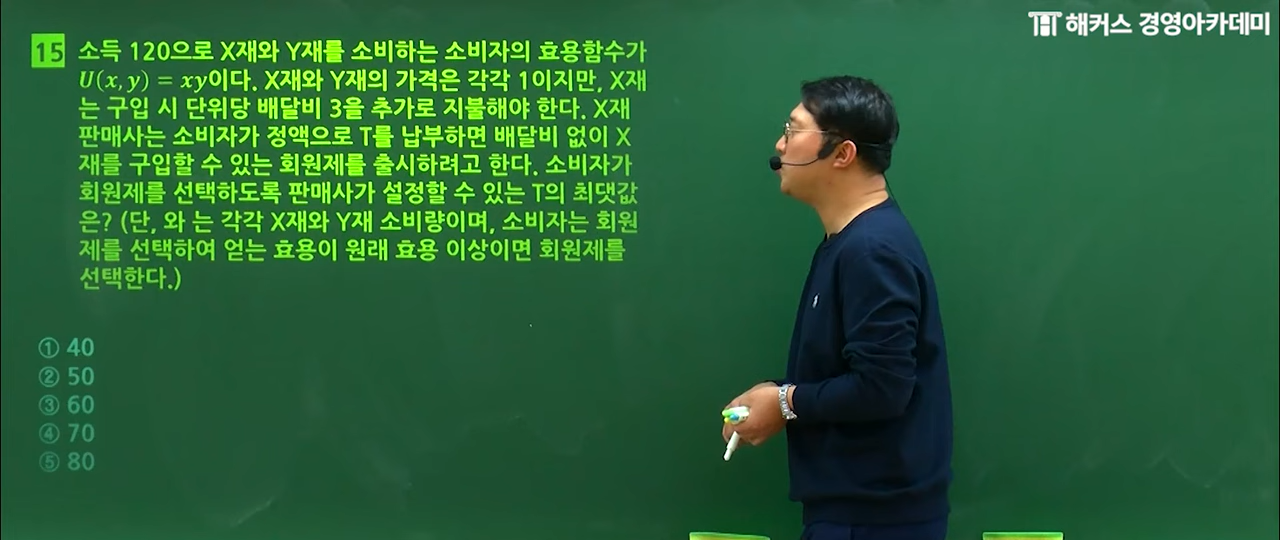 해커스 경영아카데미
15 소득 120으로 X재와 Y재를 소비하는 소비자의 효용함수가
U(x, y) = xy이다. X재와 Y재의 가격은 각각 1이지만, X재
는 구입 시 단위당 배달비 3을 추가로 지불해야 한다. X재
판매사는 소비자가 정액으로 T를 납부하면 배달비 없이 X
재를 구입할 수 있는 회원제를 출시하려고 한다. 소비자가
회원제를 선택하도록 판매사가 설정할 수 있는 T의 최댓값
은? (단, 와 는 각각 X재와 Y재 소비량이며, 소비자는 회원
제를 선택하여 얻는 효용이 원래 효용 이상이면 회원제를
선택한다.)
① 40
② 50
③ 60
④ 70
⑤ 80